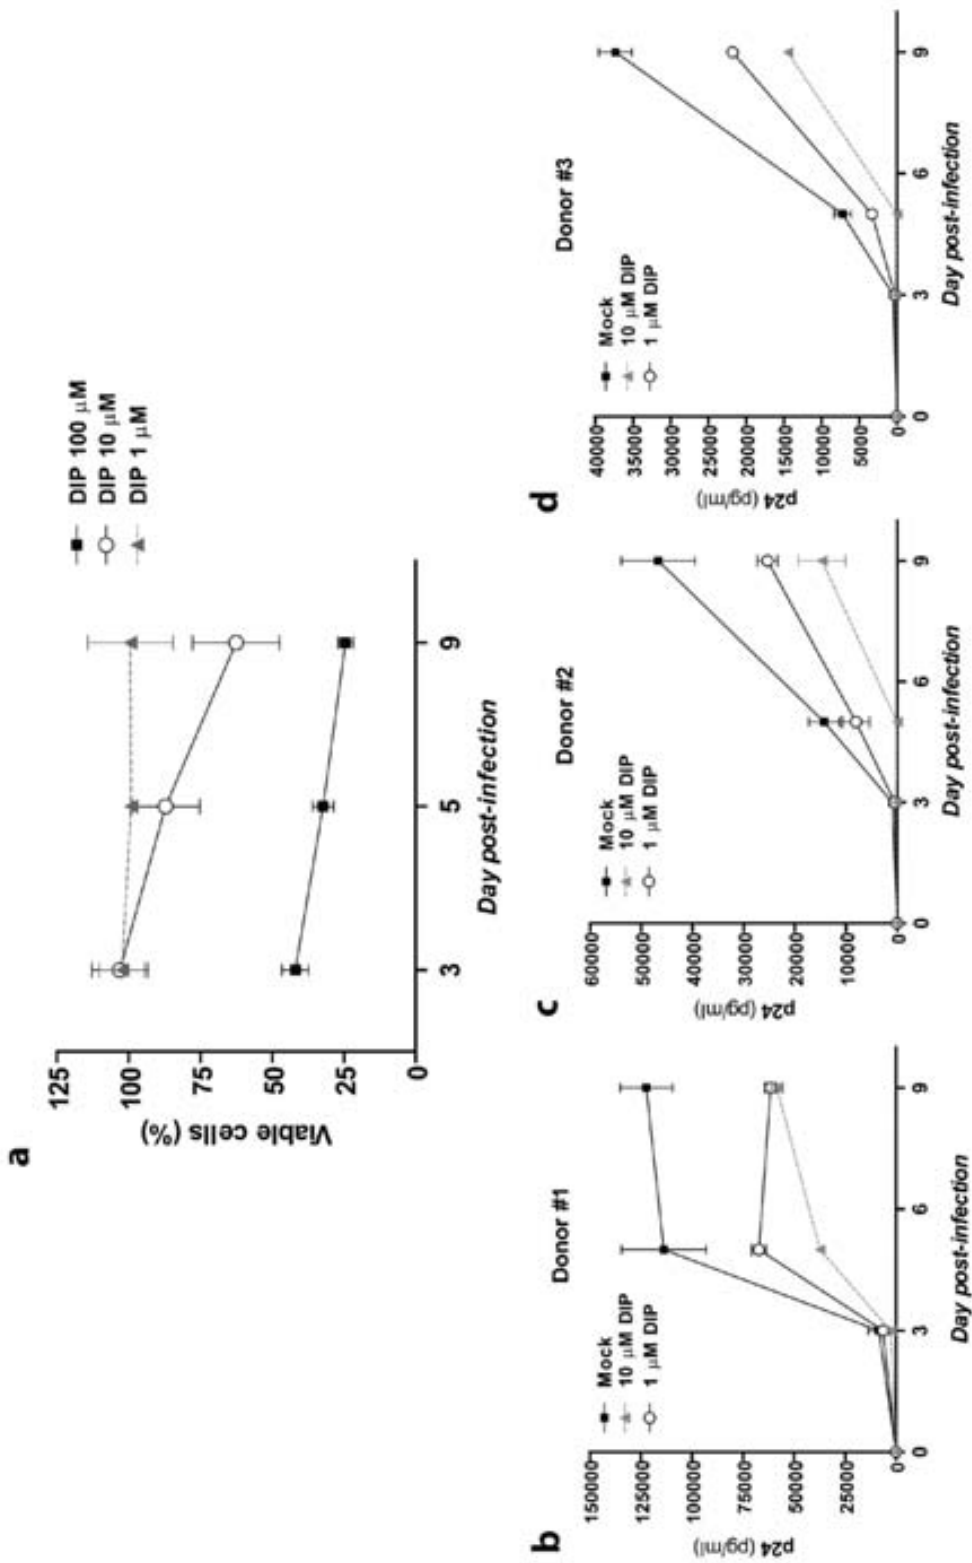 a
Viable cells (%)
125
100
75
50
25
0
3
5
9
Day post-infection
DIP 100 μM
DIP 10 μM
DIP 1 μM
b
Donor #1
Mock
10 μM DIP
1 μM DIP
p24 (pg/ml)
150000
125000
100000
75000
50000
25000
0
0
3
6
9
Day post-infection
c
Donor #2
Mock
10 μM DIP
1 μM DIP
p24 (pg/ml)
60000
50000
40000
30000
20000
10000
0
0
3
6
9
Day post-infection
d
Donor #3
Mock
10 μM DIP
1 μM DIP
p24 (pg/ml)
40000
35000
30000
25000
20000
15000
10000
5000
0
0
3
6
9
Day post-infection